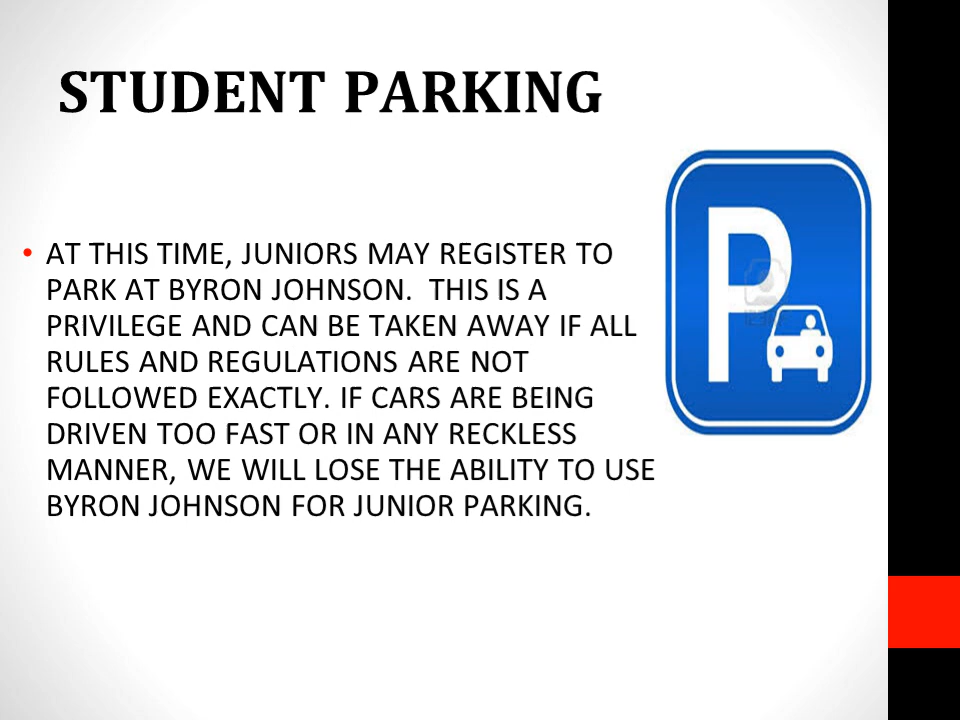 STUDENT PARKING
• AT THIS TIME, JUNIORS MAY REGISTER TO
PARK AT BYRON JOHNSON.  THIS IS A
PRIVILEGE AND CAN BE TAKEN AWAY IF ALL
RULES AND REGULATIONS ARE NOT
FOLLOWED EXACTLY. IF CARS ARE BEING
DRIVEN TOO FAST OR IN ANY RECKLESS
MANNER, WE WILL LOSE THE ABILITY TO USE
BYRON JOHNSON FOR JUNIOR PARKING.
P